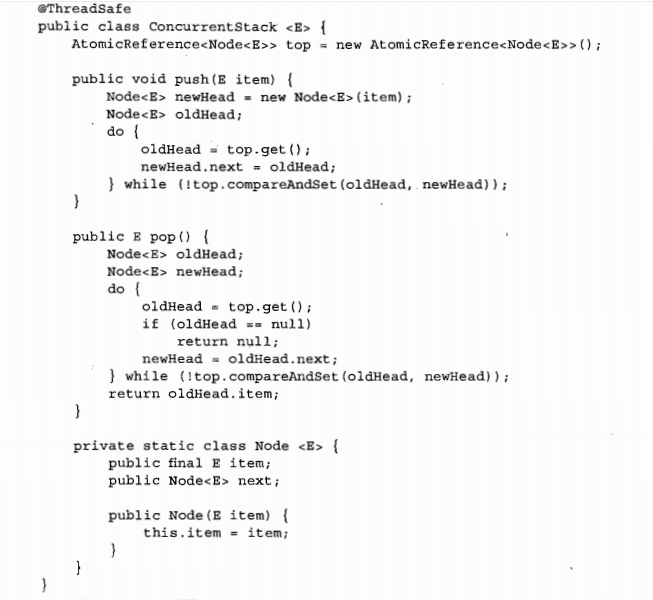 @ThreadSafe
public class ConcurrentStack <E> {
    AtomicReference<Node<E>> top = new AtomicReference<Node<E>>();

    public void push(E item) {
        Node<E> newHead = new Node<E>(item);
        Node<E> oldHead;
        do {
            oldHead = top.get();
            newHead.next = oldHead;
        } while (!top.compareAndSet(oldHead, newHead));
    }

    public E pop() {
        Node<E> oldHead;
        Node<E> newHead;
        do {
            oldHead = top.get();
            if (oldHead == null)
                return null;
            newHead = oldHead.next;
        } while (!top.compareAndSet(oldHead, newHead));
        return oldHead.item;
    }

    private static class Node <E> {
        public final E item;
        public Node<E> next;

        public Node(E item) {
            this.item = item;
        }
    }
}